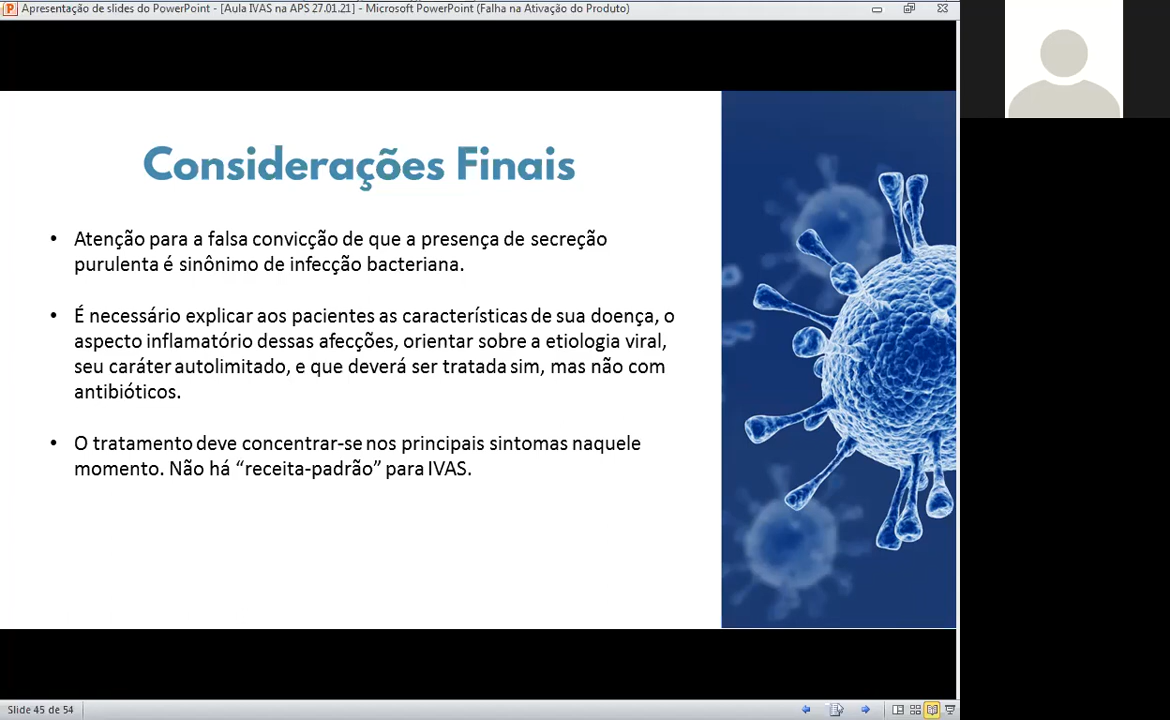 Apresentação de slides do PowerPoint - [Aula IVAS na APS 27.01.21] - Microsoft PowerPoint (Falha na Ativação do Produto)
Considerações Finais
• Atenção para a falsa convicção de que a presença de secreção
purulenta é sinônimo de infecção bacteriana.
• É necessário explicar aos pacientes as características de sua doença, o
aspecto inflamatório dessas afecções, orientar sobre a etiologia viral,
seu caráter autolimitado, e que deverá ser tratada sim, mas não com
antibióticos.
• O tratamento deve concentrar-se nos principais sintomas naquele
momento. Não há “receita-padrão” para IVAS.
Slide 45 de 54